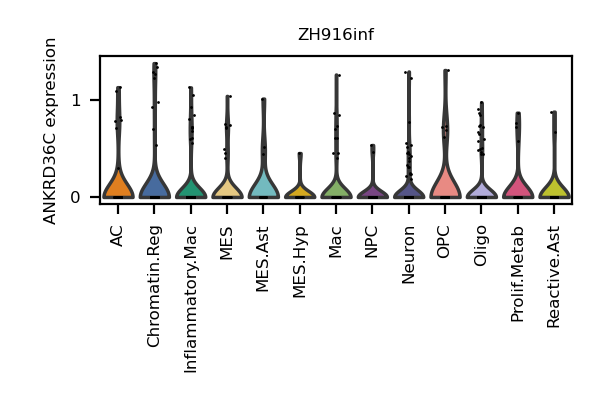 ZH916inf
ANKRD36C expression
1
0
AC
Chromatin.Reg
Inflammatory.Mac
MES
MES.Ast
MES.Hyp
Mac
NPC
Neuron
OPC
Oligo
Prolif.Metab
Reactive.Ast